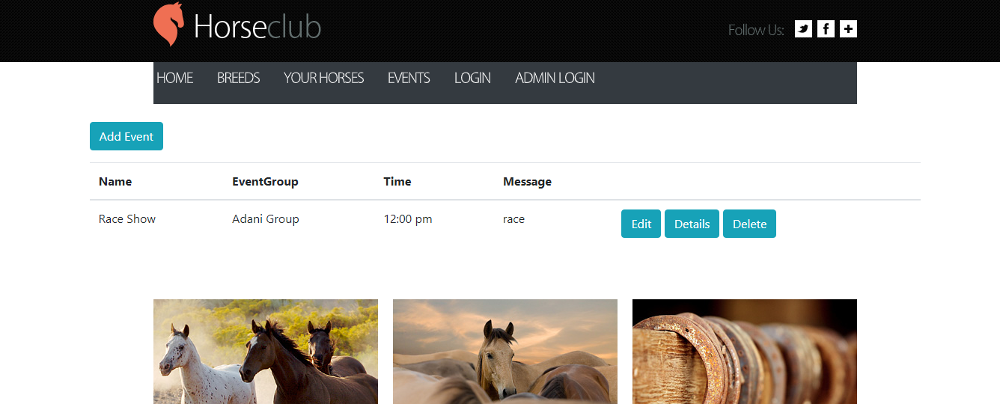 Horseclub
Follow Us:
HOME BREEDS YOUR HORSES EVENTS LOGIN ADMIN LOGIN
Add Event
Name EventGroup Time Message
Race Show Adani Group 12:00 pm race Edit Details Delete